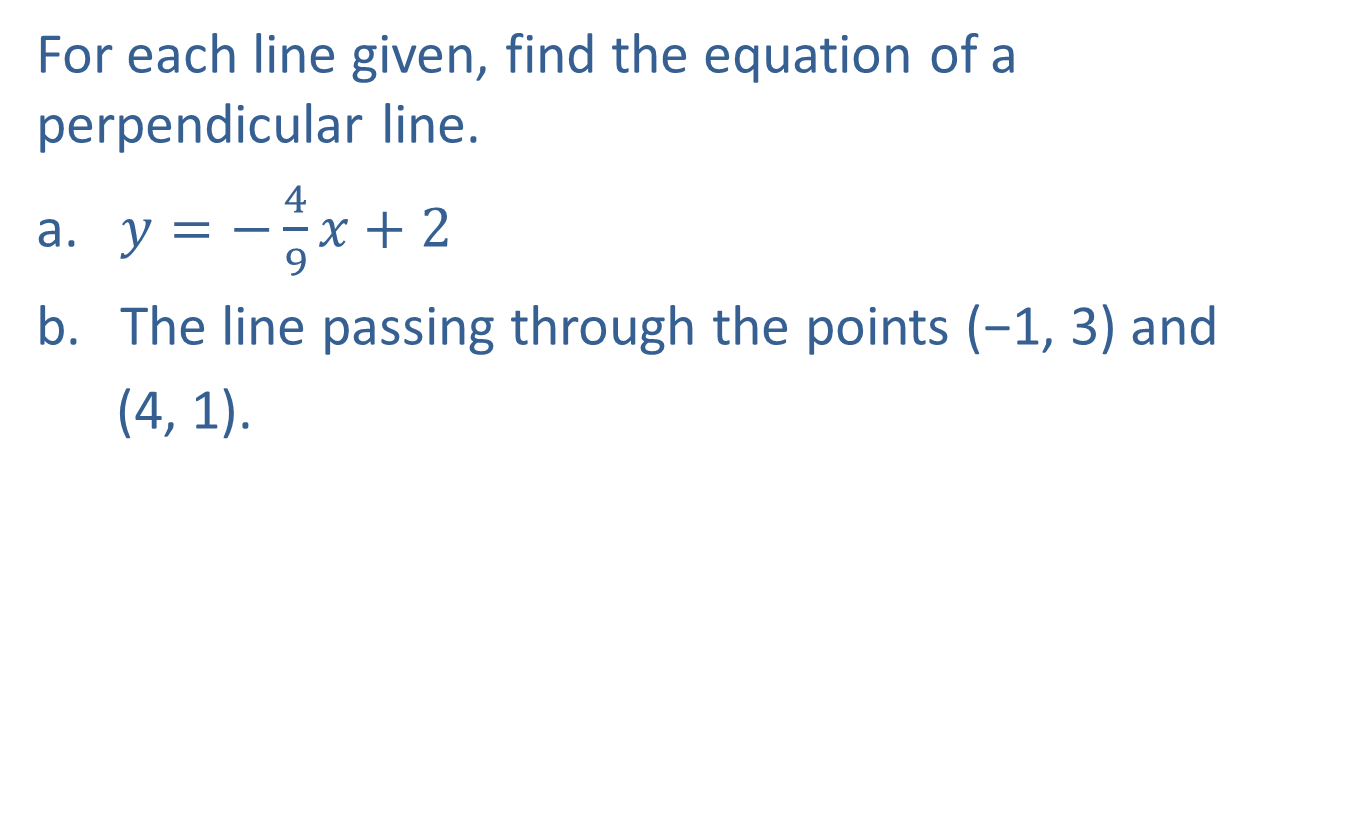 For each line given, find the equation of a
perpendicular line.
a. y = −4/9 x + 2
b. The line passing through the points (−1, 3) and
(4, 1).